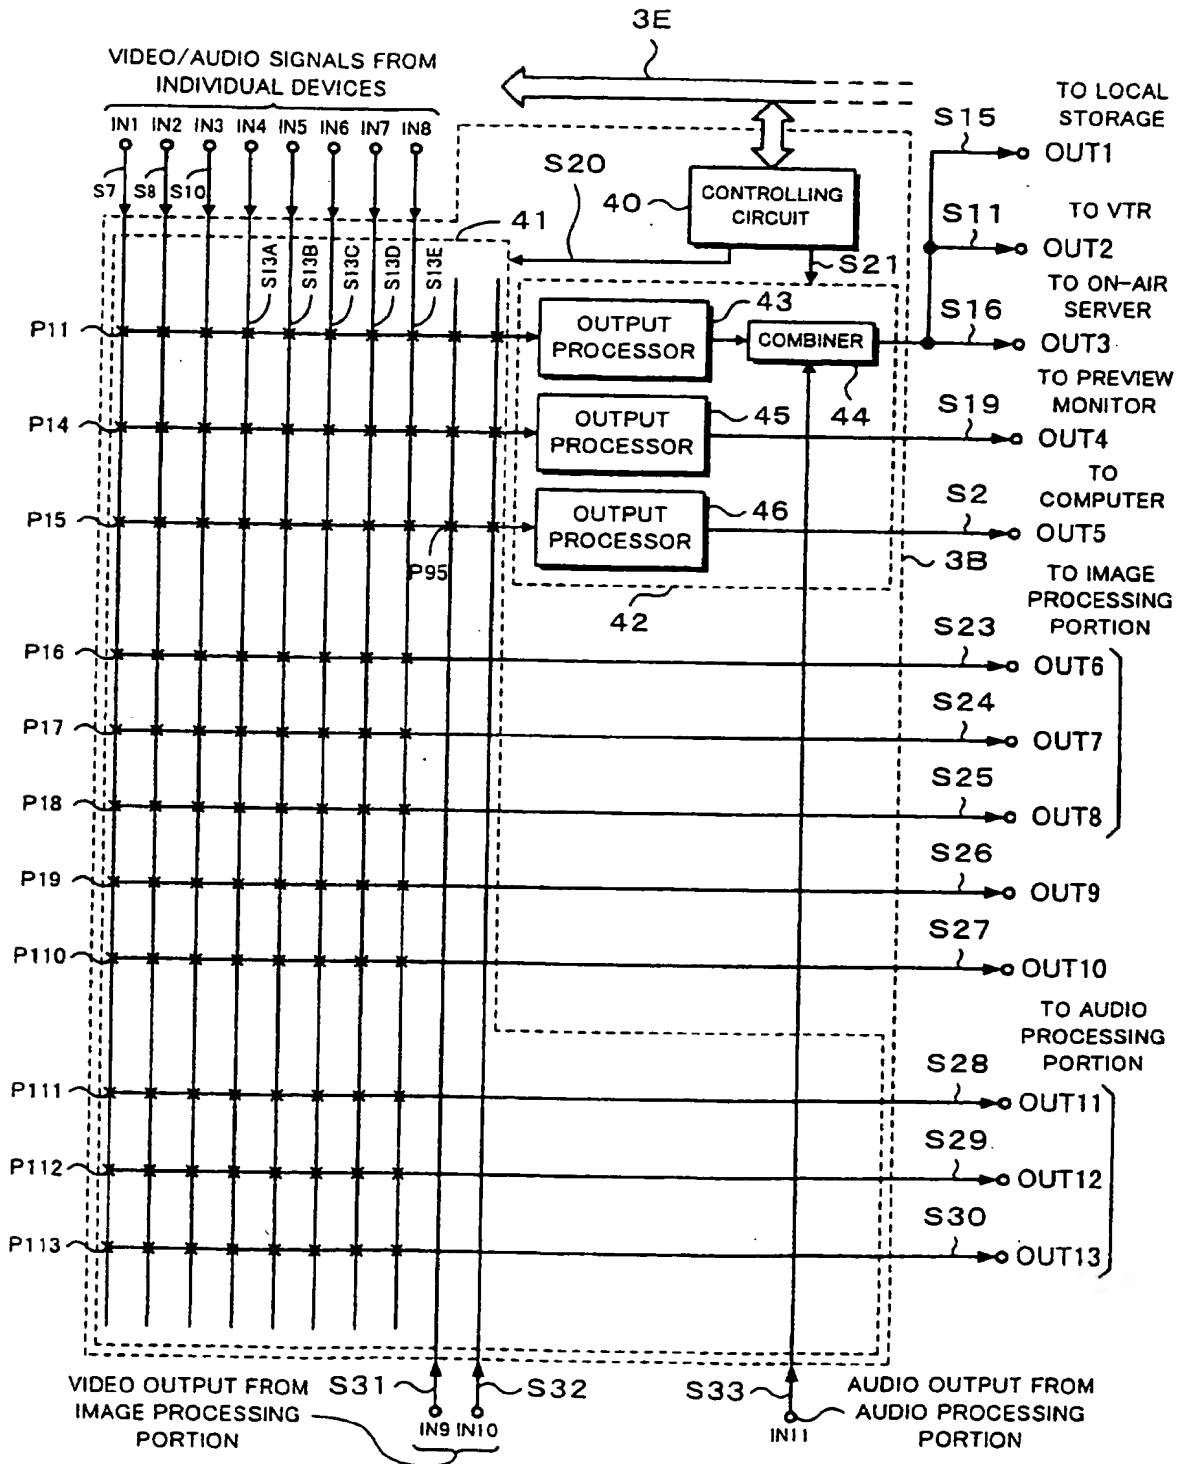 3E
VIDEO/AUDIO SIGNALS FROM
INDIVIDUAL DEVICES
IN1 IN2 IN3 IN4 IN5 IN6 IN7 IN8
S7 S8 S10
S13A S13B S13C S13D S13E
41
S20
40
CONTROLLING
CIRCUIT
S21
TO LOCAL
STORAGE
S15
OUT1
TO VTR
S11
OUT2
TO ON-AIR
SERVER
S16
OUT3
P11
OUTPUT
PROCESSOR
43
COMBINER
44
TO PREVIEW
MONITOR
S19
OUT4
P14
OUTPUT
PROCESSOR
45
TO
COMPUTER
S2
OUT5
P15
P95
OUTPUT
PROCESSOR
46
42
3B
TO IMAGE
PROCESSING
PORTION
P16
S23
OUT6
P17
S24
OUT7
P18
S25
OUT8
P19
S26
OUT9
P110
S27
OUT10
TO AUDIO
PROCESSING
PORTION
P111
S28
OUT11
P112
S29
OUT12
P113
S30
OUT13
VIDEO OUTPUT FROM
IMAGE PROCESSING
PORTION
S31
S32
IN9 IN10
S33
IN11
AUDIO OUTPUT FROM
AUDIO PROCESSING
PORTION